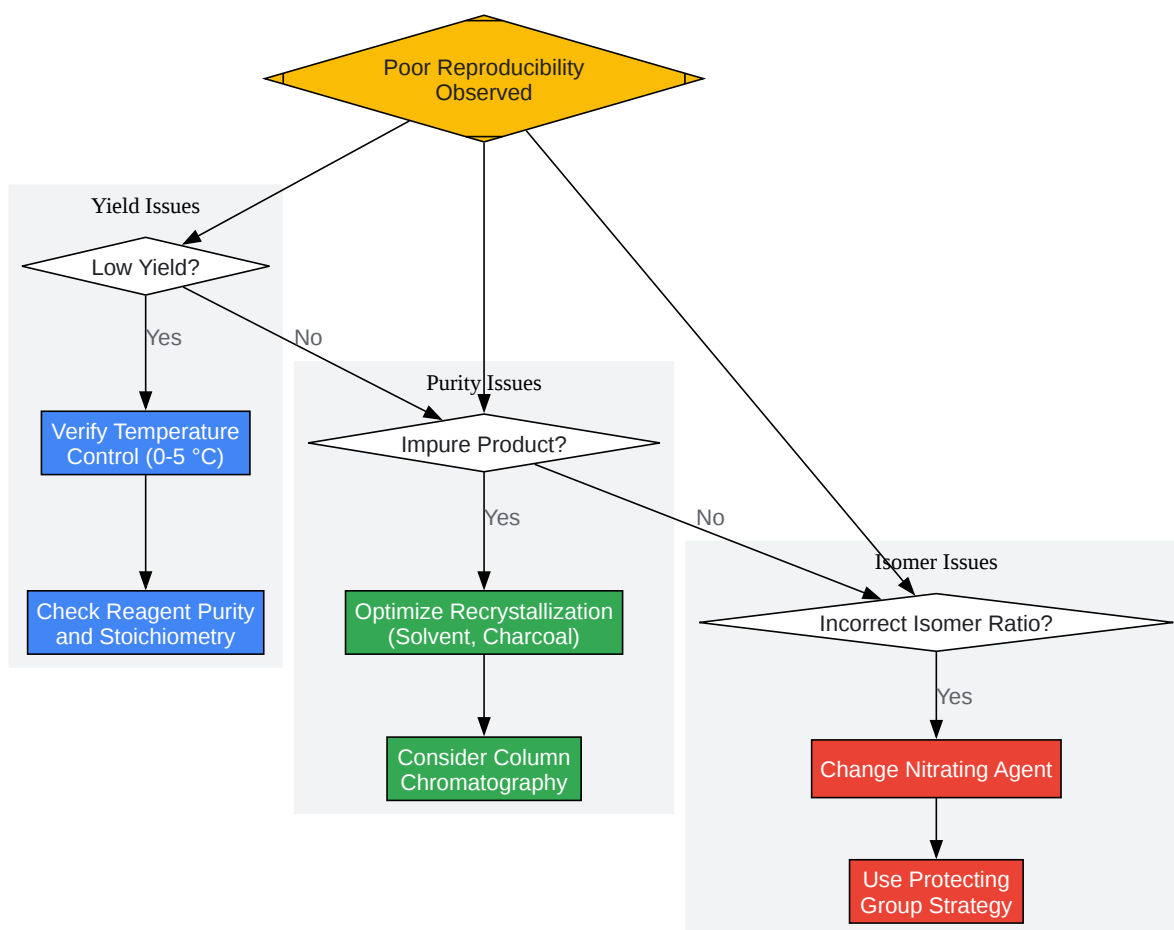 Poor Reproducibility
Observed
Yield Issues
Low Yield?
Yes
No
Verify Temperature
Control (0-5 °C)
Check Reagent Purity
and Stoichiometry
Purity Issues
Impure Product?
Yes
No
Optimize Recrystallization
(Solvent, Charcoal)
Consider Column
Chromatography
Isomer Issues
Incorrect Isomer Ratio?
Yes
Change Nitrating Agent
Use Protecting
Group Strategy